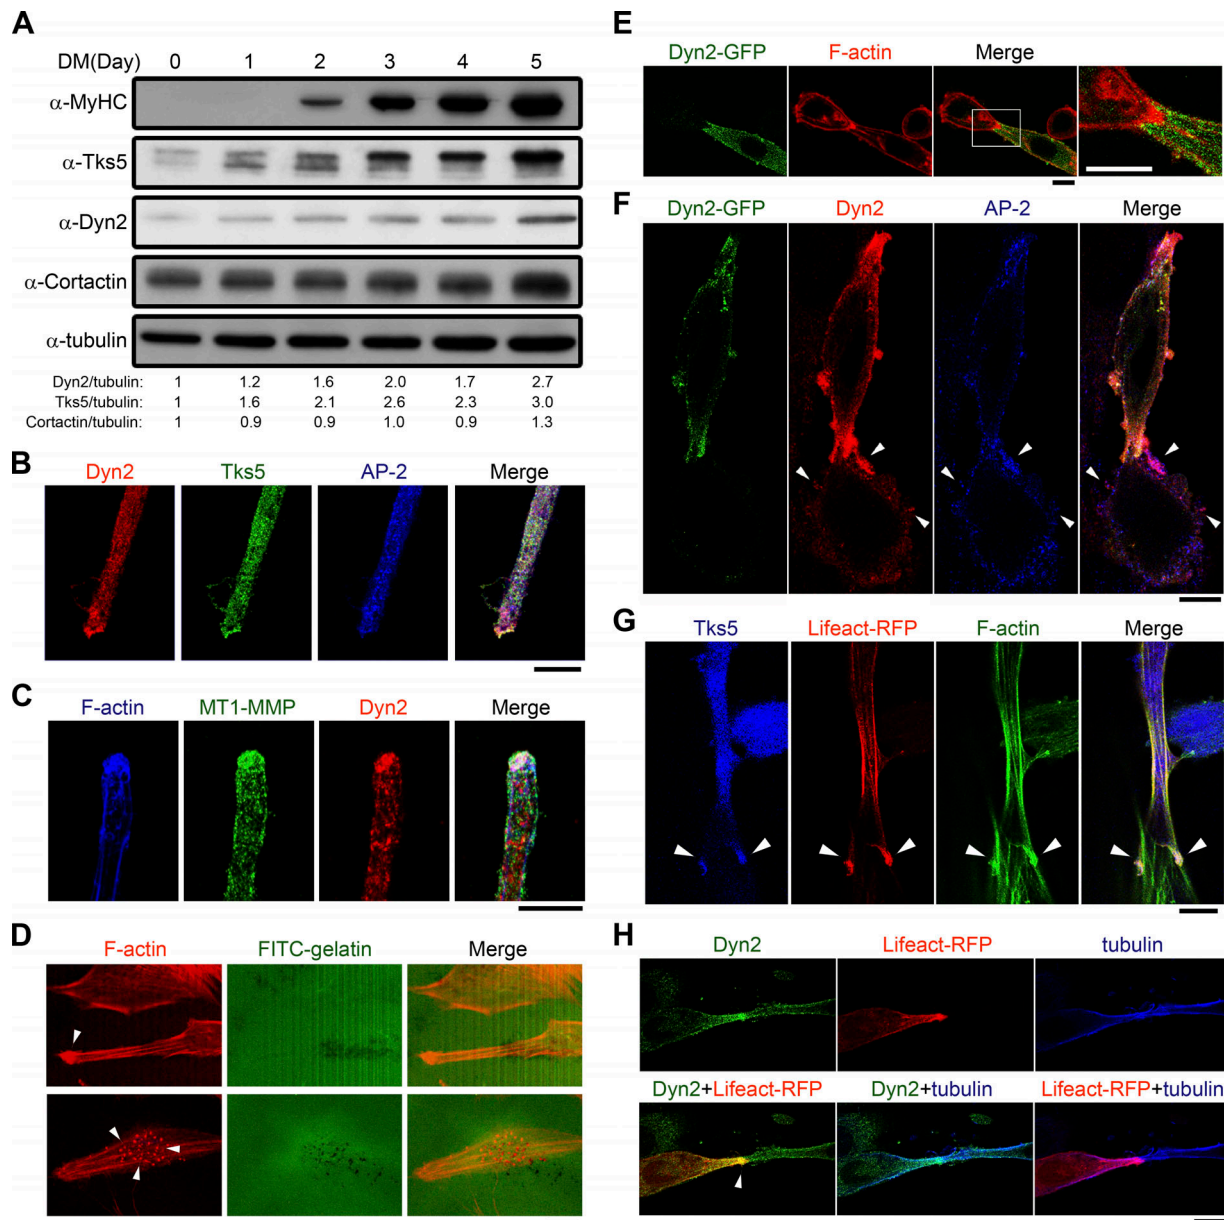 A
DM(Day) 0 1 2 3 4 5
α-MyHC
α-Tks5
α-Dyn2
α-Cortactin
α-tubulin
Dyn2/tubulin: 1 1.2 1.6 2.0 1.7 2.7
Tks5/tubulin: 1 1.6 2.1 2.6 2.3 3.0
Cortactin/tubulin: 1 0.9 0.9 1.0 0.9 1.3
B
Dyn2 Tks5 AP-2 Merge
C
F-actin MT1-MMP Dyn2 Merge
D
F-actin FITC-gelatin Merge
E
Dyn2-GFP F-actin Merge
F
Dyn2-GFP Dyn2 AP-2 Merge
G
Tks5 Lifeact-RFP F-actin Merge
H
Dyn2 Lifeact-RFP tubulin
Dyn2+Lifeact-RFP Dyn2+tubulin Lifeact-RFP+tubulin